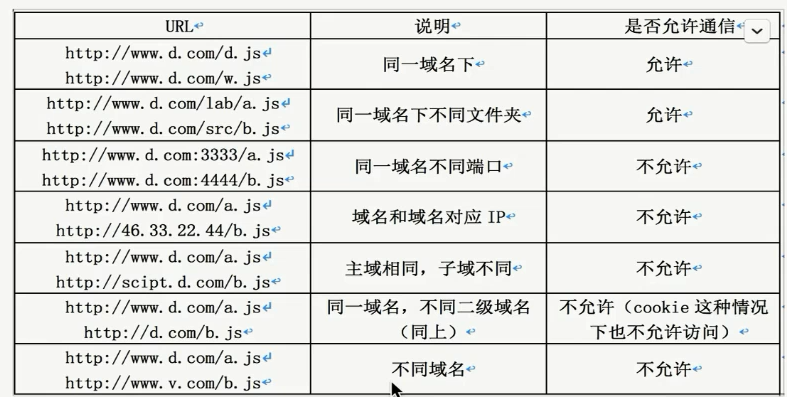 URL 说明 是否允许通信
http://www.d.com/d.js
http://www.d.com/w.js
同一域名下
允许
http://www.d.com/lab/a.js
http://www.d.com/src/b.js
同一域名下不同文件夹
允许
http://www.d.com:3333/a.js
http://www.d.com:4444/b.js
同一域名不同端口
不允许
http://www.d.com/a.js
http://46.33.22.44/b.js
域名和域名对应 IP
不允许
http://www.d.com/a.js
http://scipt.d.com/b.js
主域相同，子域不同
不允许
http://www.d.com/a.js
http://d.com/b.js
同一域名，不同二级域名
（同上）
不允许（cookie 这种情况
下也不允许访问）
http://www.d.com/a.js
http://www.v.com/b.js
不同域名
不允许